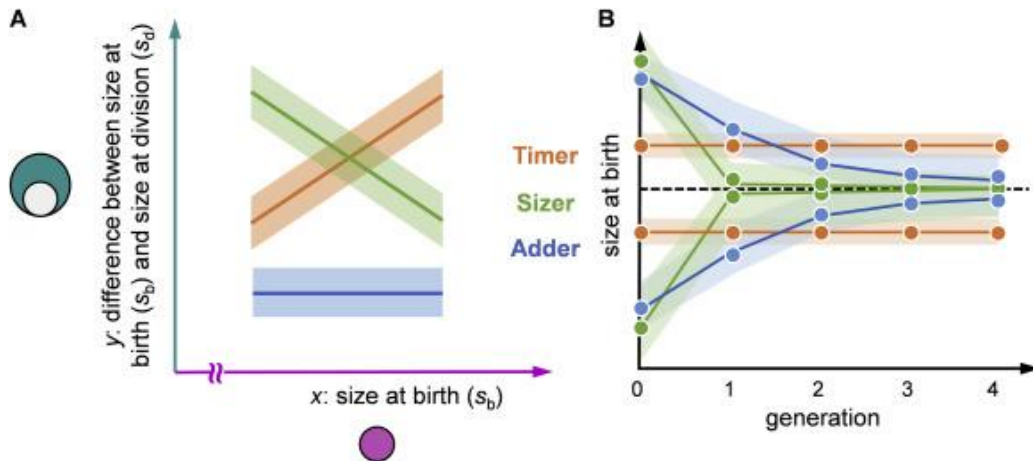 A
y: difference between size at
birth (sb) and size at division (sd)
x: size at birth (sb)
Timer
Sizer
Adder
B
size at birth
0
1
2
3
4
generation